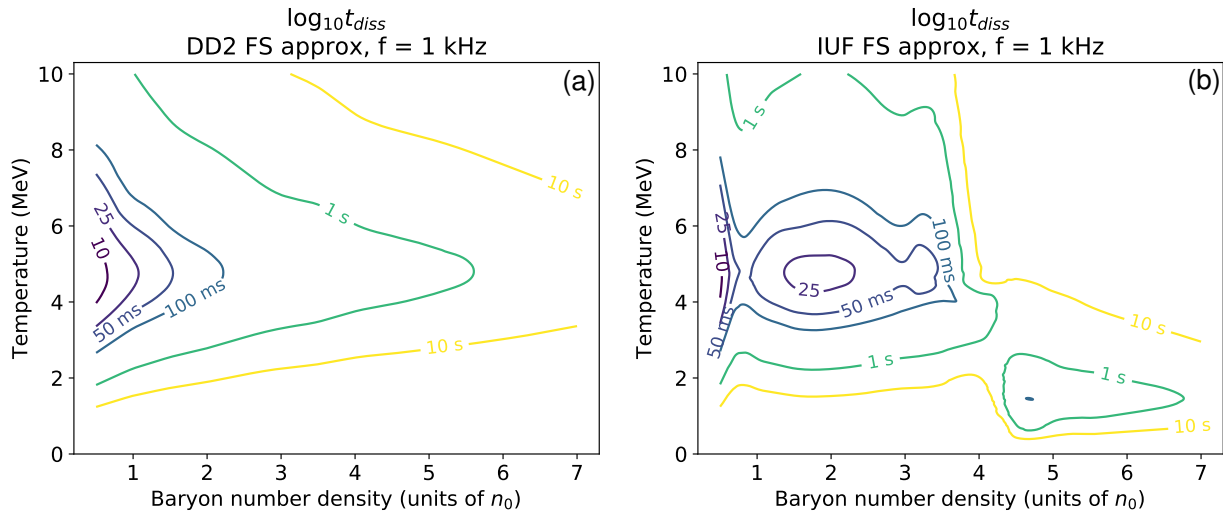 log₁₀t_diss
DD2 FS approx, f = 1 kHz
(a)
10
8
6
4
2
0
Temperature (MeV)
10 s
1 s
25
10
50 ms
100 ms
10 s
1 2 3 4 5 6 7
Baryon number density (units of n₀)
log₁₀t_diss
IUF FS approx, f = 1 kHz
(b)
10
8
6
4
2
0
Temperature (MeV)
1 s
25
10
50 ms
100 ms
25
50 ms
1 s
10 s
1 s
10 s
1 2 3 4 5 6 7
Baryon number density (units of n₀)